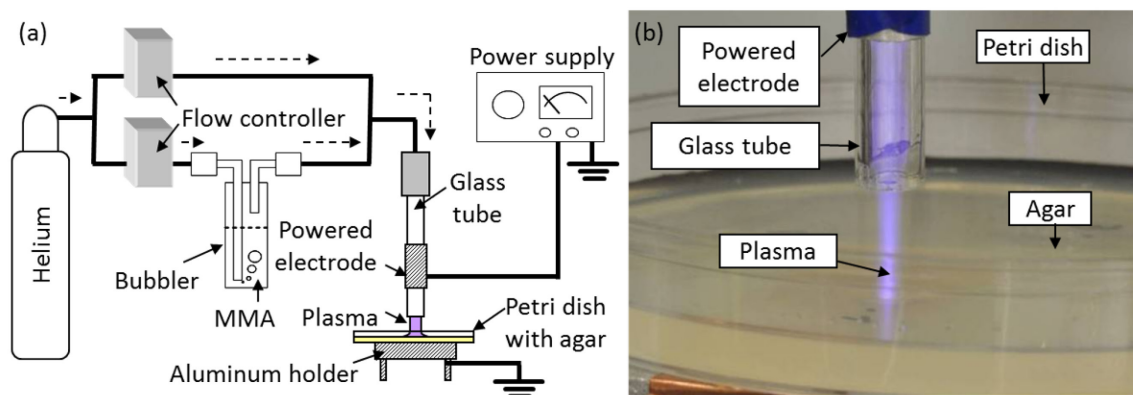 (a)
Power supply
Flow controller
Helium
Bubbler
MMA
Glass
tube
Powered
electrode
Plasma
Petri dish
with agar
Aluminum holder
(b)
Powered
electrode
Petri dish
Glass tube
Agar
Plasma